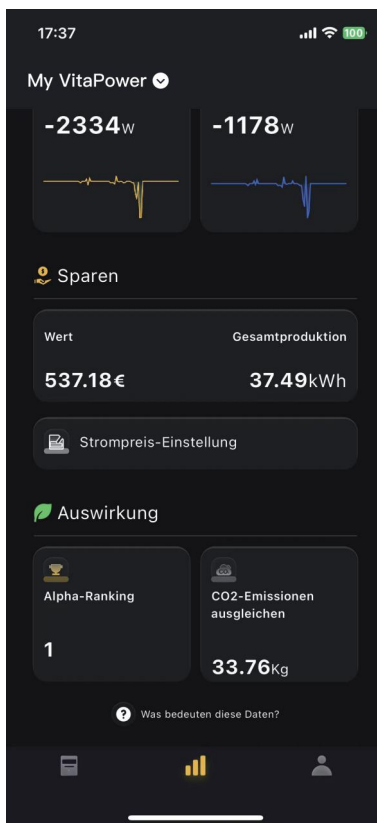 17:37
100
My VitaPower
-2334W
-1178W
Sparen
Wert
Gesamtproduktion
537.18€
37.49kWh
Strompreis-Einstellung
Auswirkung
Alpha-Ranking
1
CO2-Emissionen
ausgleichen
33.76Kg
? Was bedeuten diese Daten?